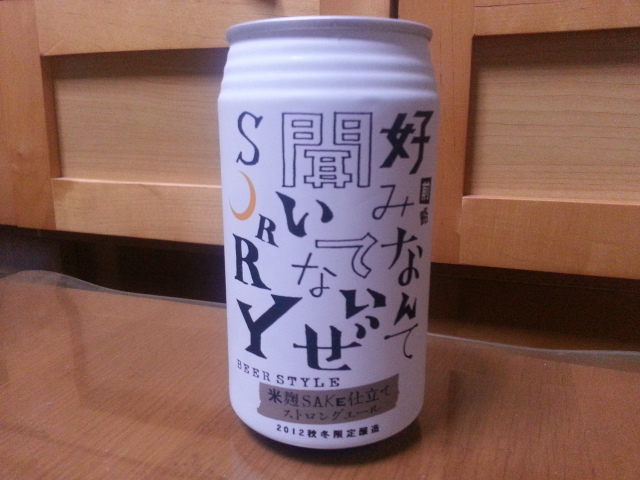 好みなんて
聞いてないぜ
SORRY
BEER STYLE
米麹SAKE仕立て
ストロングエール
2012秋冬限定醸造